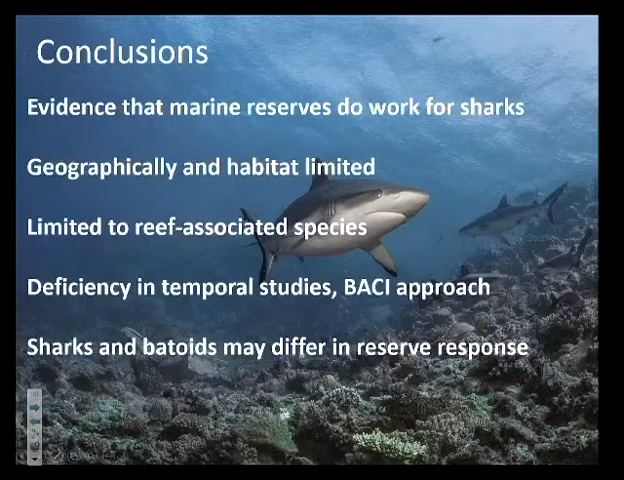 Conclusions
Evidence that marine reserves do work for sharks
Geographically and habitat limited
Limited to reef-associated species
Deficiency in temporal studies, BACI approach
Sharks and batoids may differ in reserve response